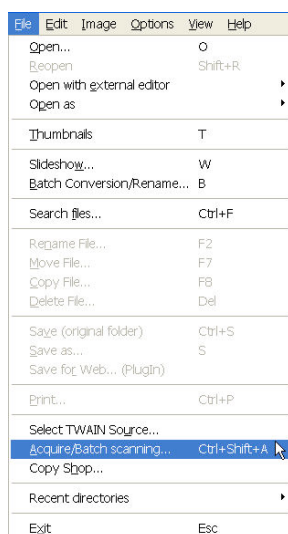 File Edit Image Options View Help
Open... O
Reopen Shift+R
Open with external editor
Open as
Thumbnails T
Slideshow... W
Batch Conversion/Rename... B
Search files... Ctrl+F
Rename File... F2
Move File... F7
Copy File... F8
Delete File... Del
Save (original folder) Ctrl+S
Save as... S
Save for Web... (PlugIn)
Print... Ctrl+P
Select TWAIN Source...
Acquire/Batch scanning... Ctrl+Shift+A
Copy Shop...
Recent directories
Exit Esc